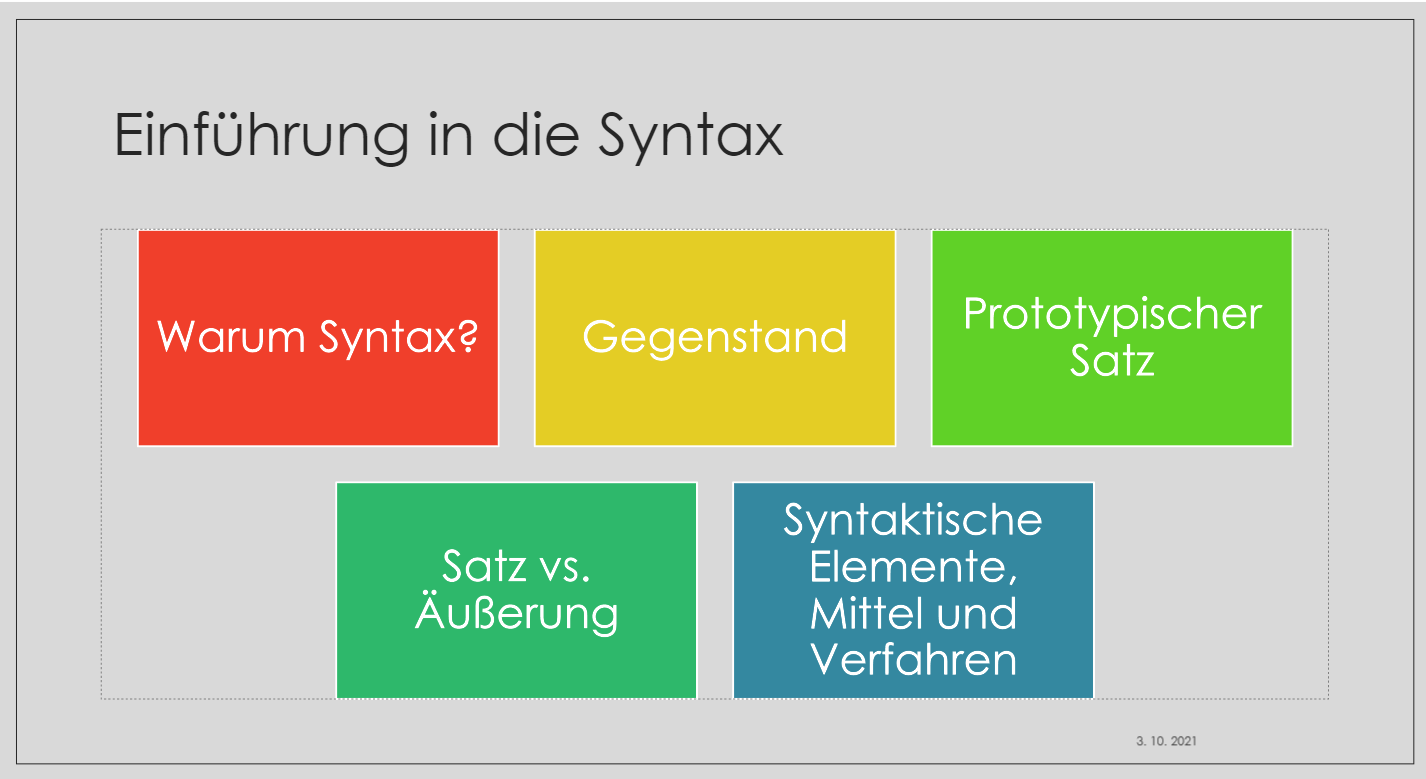 Einführung in die Syntax
Warum Syntax?
Gegenstand
Prototypischer
Satz
Satz vs.
Äußerung
Syntaktische
Elemente,
Mittel und
Verfahren
3. 10. 2021